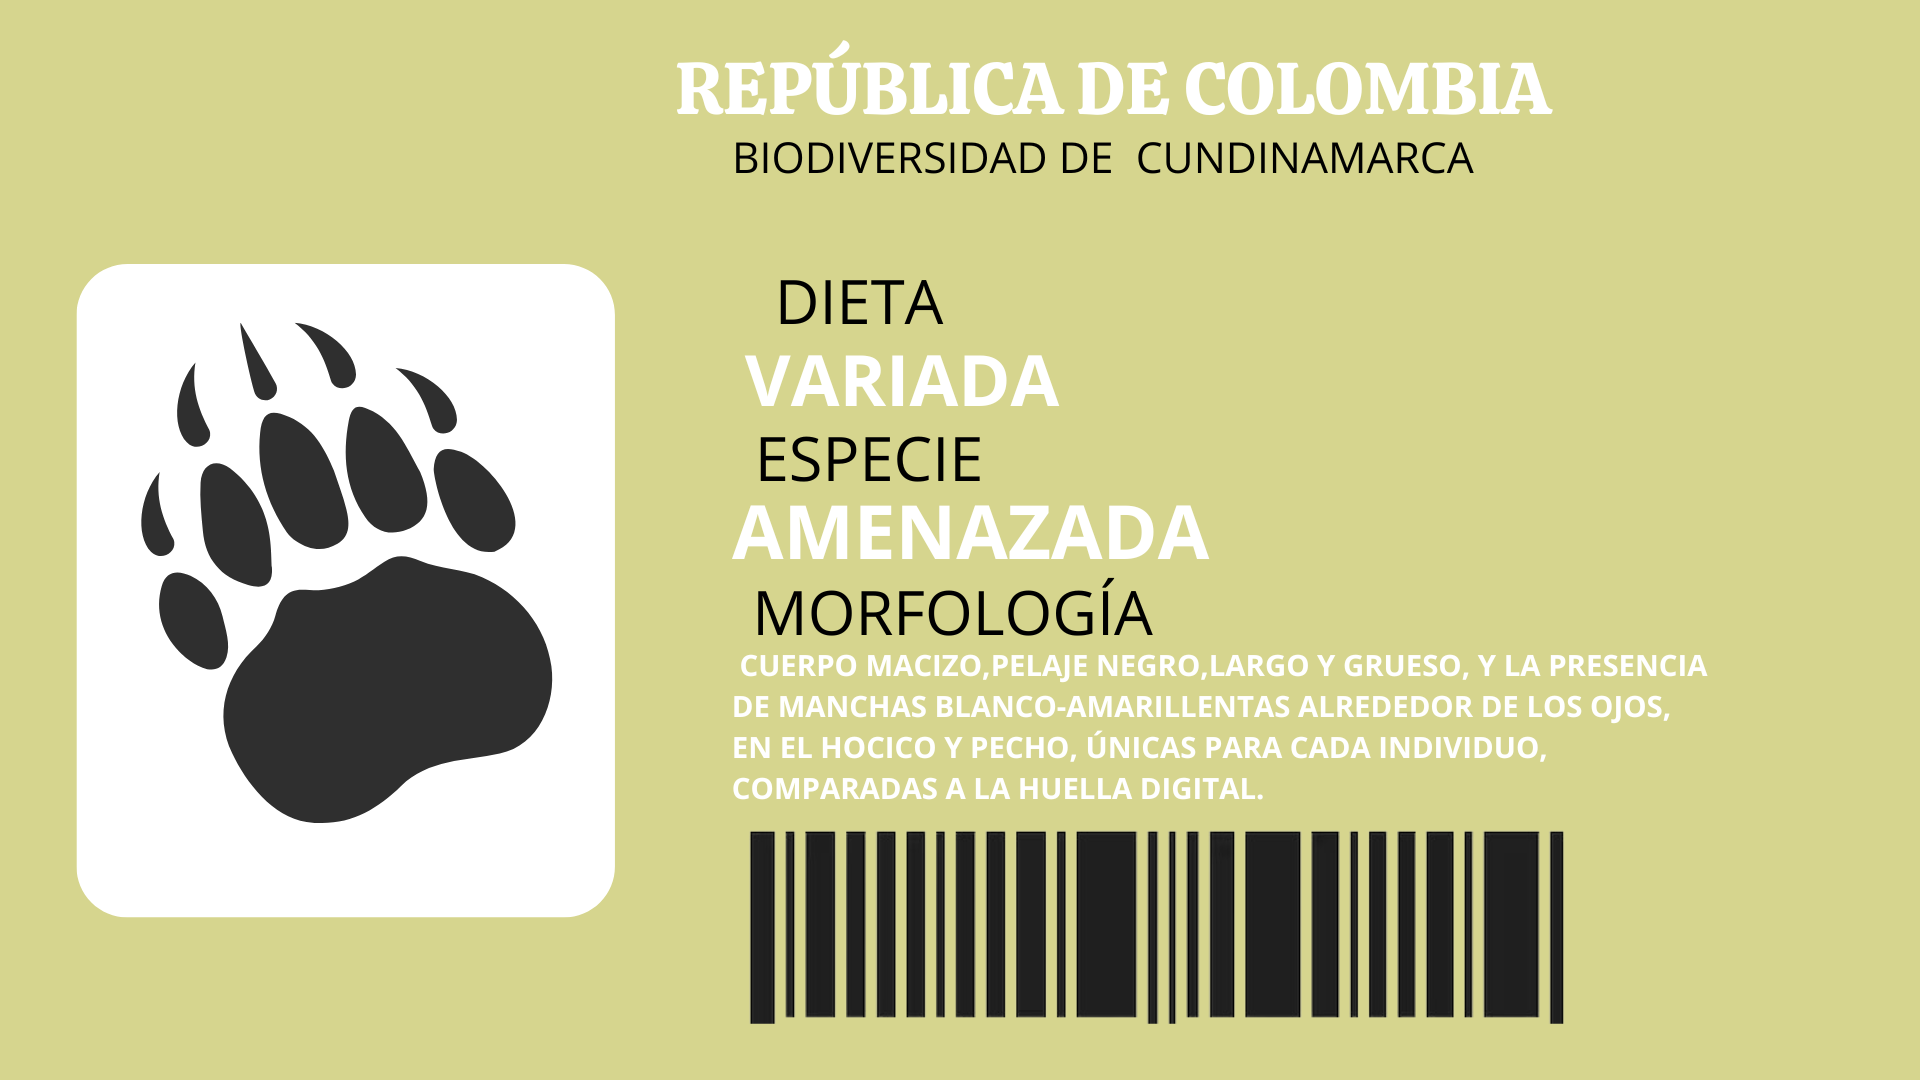 REPÚBLICA DE COLOMBIA
BIODIVERSIDAD DE  CUNDINAMARCA
DIETA
VARIADA
ESPECIE
AMENAZADA
MORFOLOGÍA
CUERPO MACIZO,PELAJE NEGRO,LARGO Y GRUESO, Y LA PRESENCIA
DE MANCHAS BLANCO-AMARILLENTAS ALREDEDOR DE LOS OJOS,
EN EL HOCICO Y PECHO, ÚNICAS PARA CADA INDIVIDUO,
COMPARADAS A LA HUELLA DIGITAL.